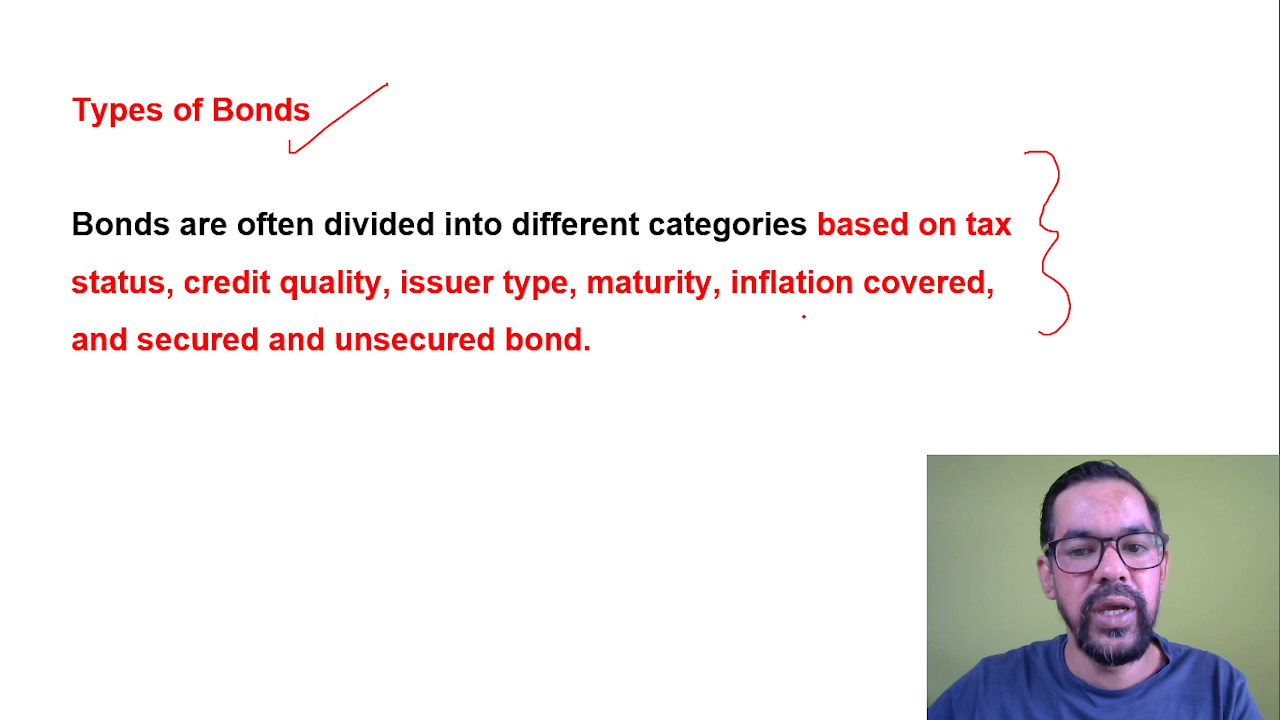 Types of Bonds
Bonds are often divided into different categories based on tax
status, credit quality, issuer type, maturity, inflation covered,
and secured and unsecured bond.